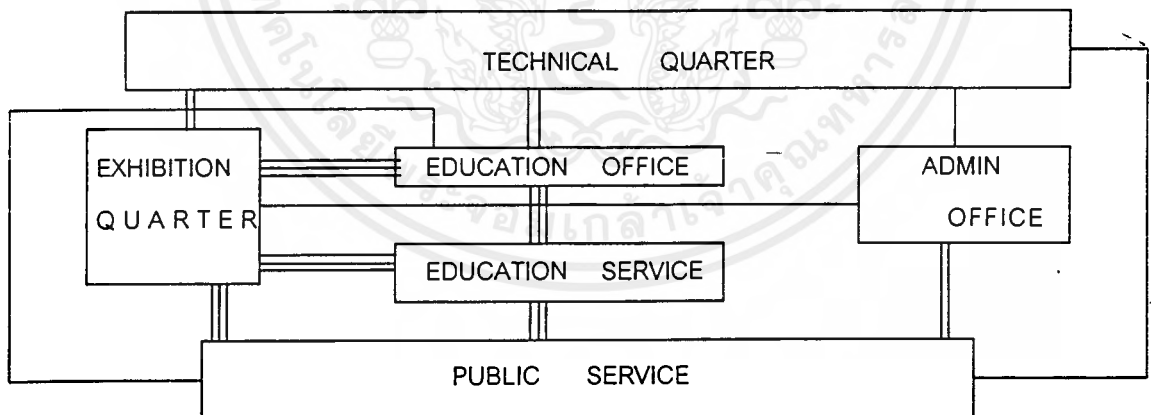 TECHNICAL QUARTER
EXHIBITION
QUARTER
EDUCATION OFFICE
ADMIN
OFFICE
EDUCATION SERVICE
PUBLIC SERVICE